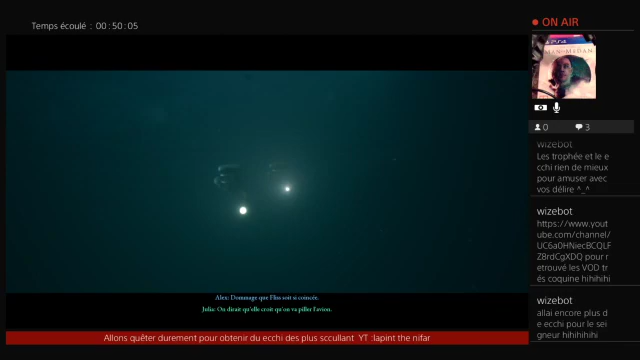 Temps écoulé : 00:50:05
ON AIR
PS4
MAN OF MEDAN
0
3
wizebot
Les trophée et le e
cchi rien de mieux
pour amuser avec
vos délire ^_^
wizebot
https://www.yout
ube.com/channel/
UC6a0HNiecBCQLF
Z8rdCgXDQ pour r
etrouvé les VOD tr
és coquine hihihihi
wizebot
allai encore plus d
e ecchi pour le sei
gneur hihihihi
Alex: Dommage que Fliss soit si coincée.
Julia: On dirait qu'elle croit qu'on va piller l'avion.
Allons quêter durement pour obtenir du ecchi des plus sccullant YT :lapint the nifar